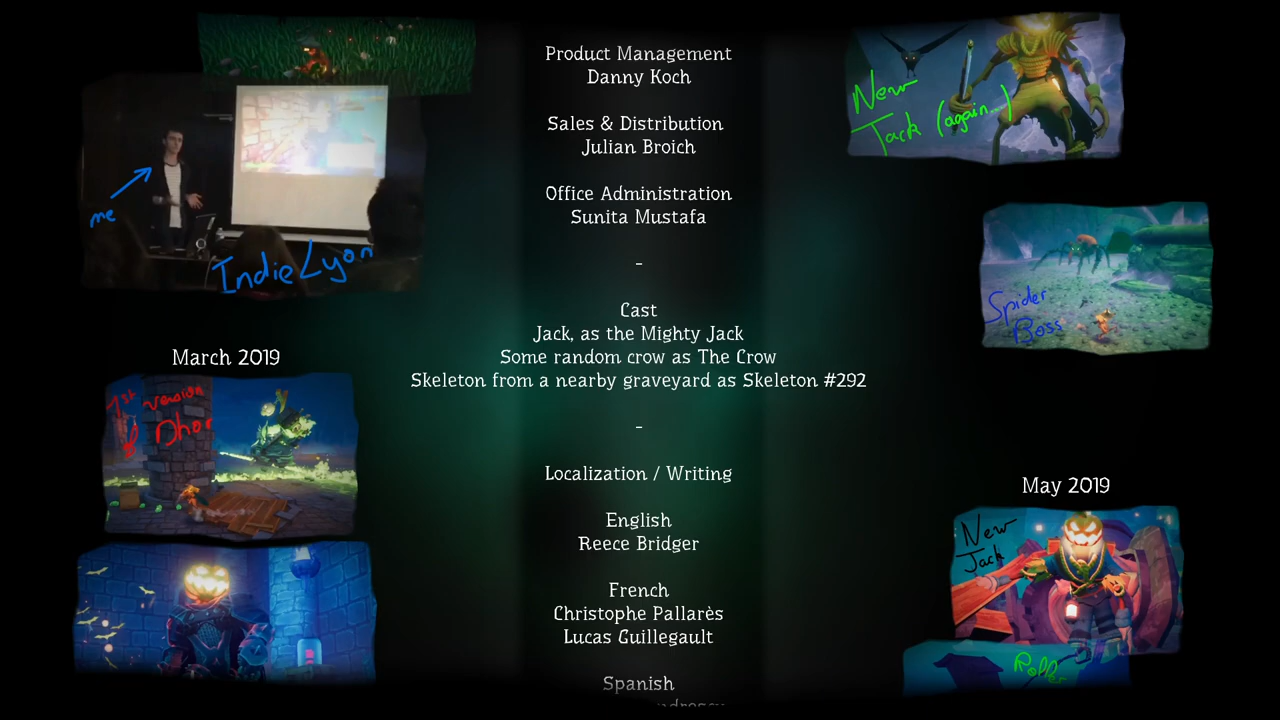 Product Management
Danny Koch
Sales & Distribution
Julian Broich
Office Administration
Sunita Mustafa
-
Cast
Jack, as the Mighty Jack
Some random crow as The Crow
Skeleton from a nearby graveyard as Skeleton #292
-
Localization / Writing
English
Reece Bridger
French
Christophe Pallarès
Lucas Guillegault
Spanish
me
IndieLyon
March 2019
1st version
Dhor
New
Jack (again...)
Spider
Boss
May 2019
New
Jack